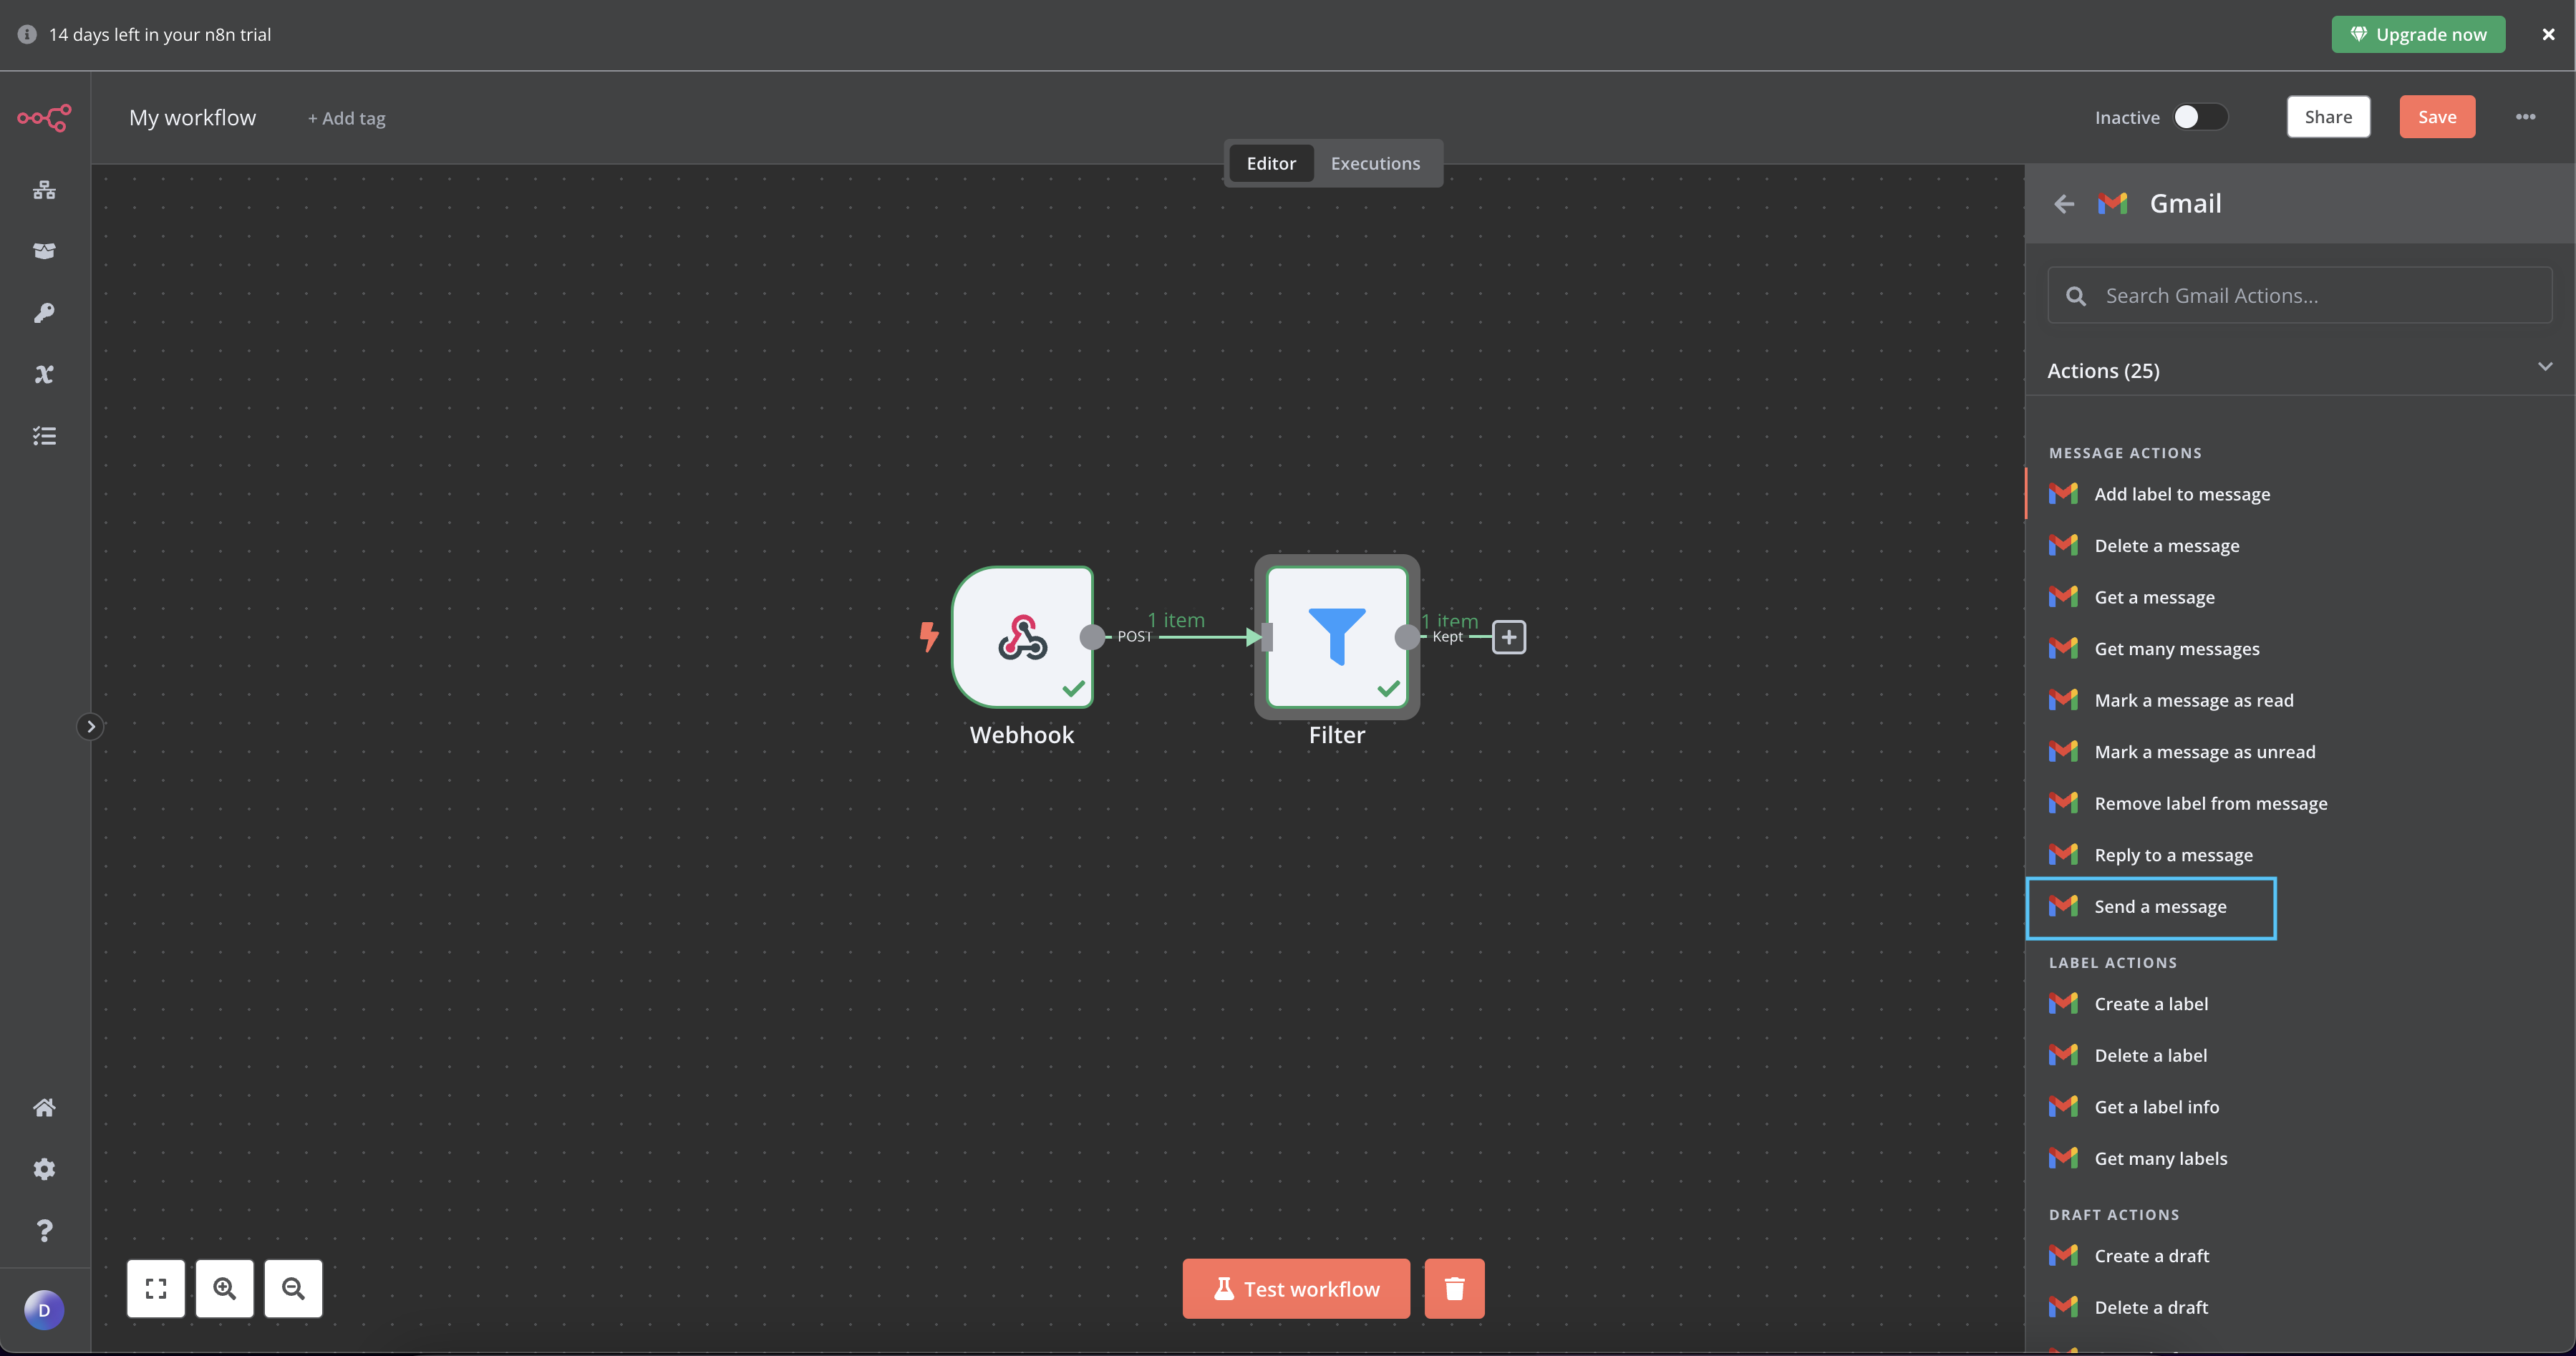 14 days left in your n8n trial
Upgrade now
My workflow
+ Add tag
Inactive
Share
Save
Editor
Executions
Gmail
Search Gmail Actions...
Actions (25)
MESSAGE ACTIONS
Add label to message
Delete a message
Get a message
Get many messages
Mark a message as read
Mark a message as unread
Remove label from message
Reply to a message
Send a message
LABEL ACTIONS
Create a label
Delete a label
Get a label info
Get many labels
DRAFT ACTIONS
Create a draft
Delete a draft
1 item
POST
1 item
Kept
Webhook
Filter
Test workflow
D